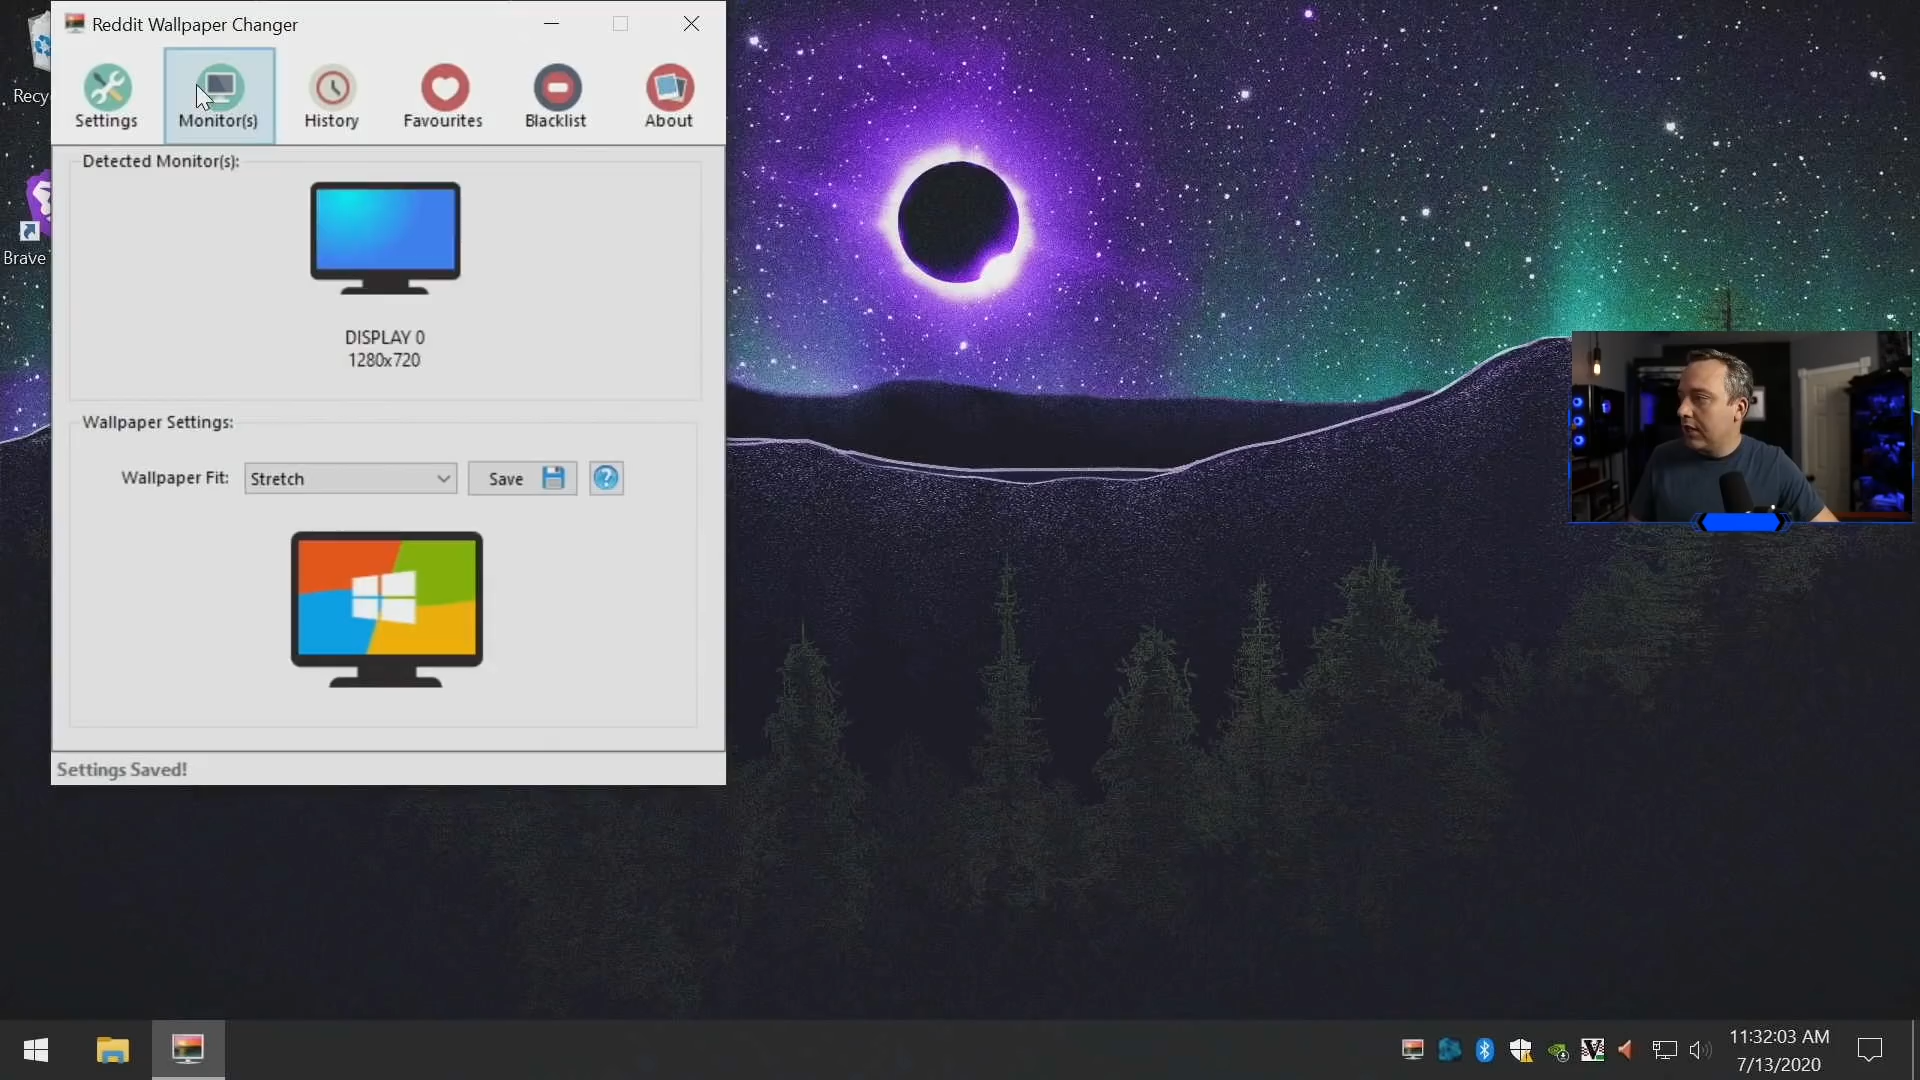 Reddit Wallpaper Changer
Settings
Monitor(s)
History
Favourites
Blacklist
About
Recy
Brave
Detected Monitor(s):
DISPLAY 0
1280x720
Wallpaper Settings:
Wallpaper Fit:
Stretch
Save
Settings Saved!
11:32:03 AM
7/13/2020